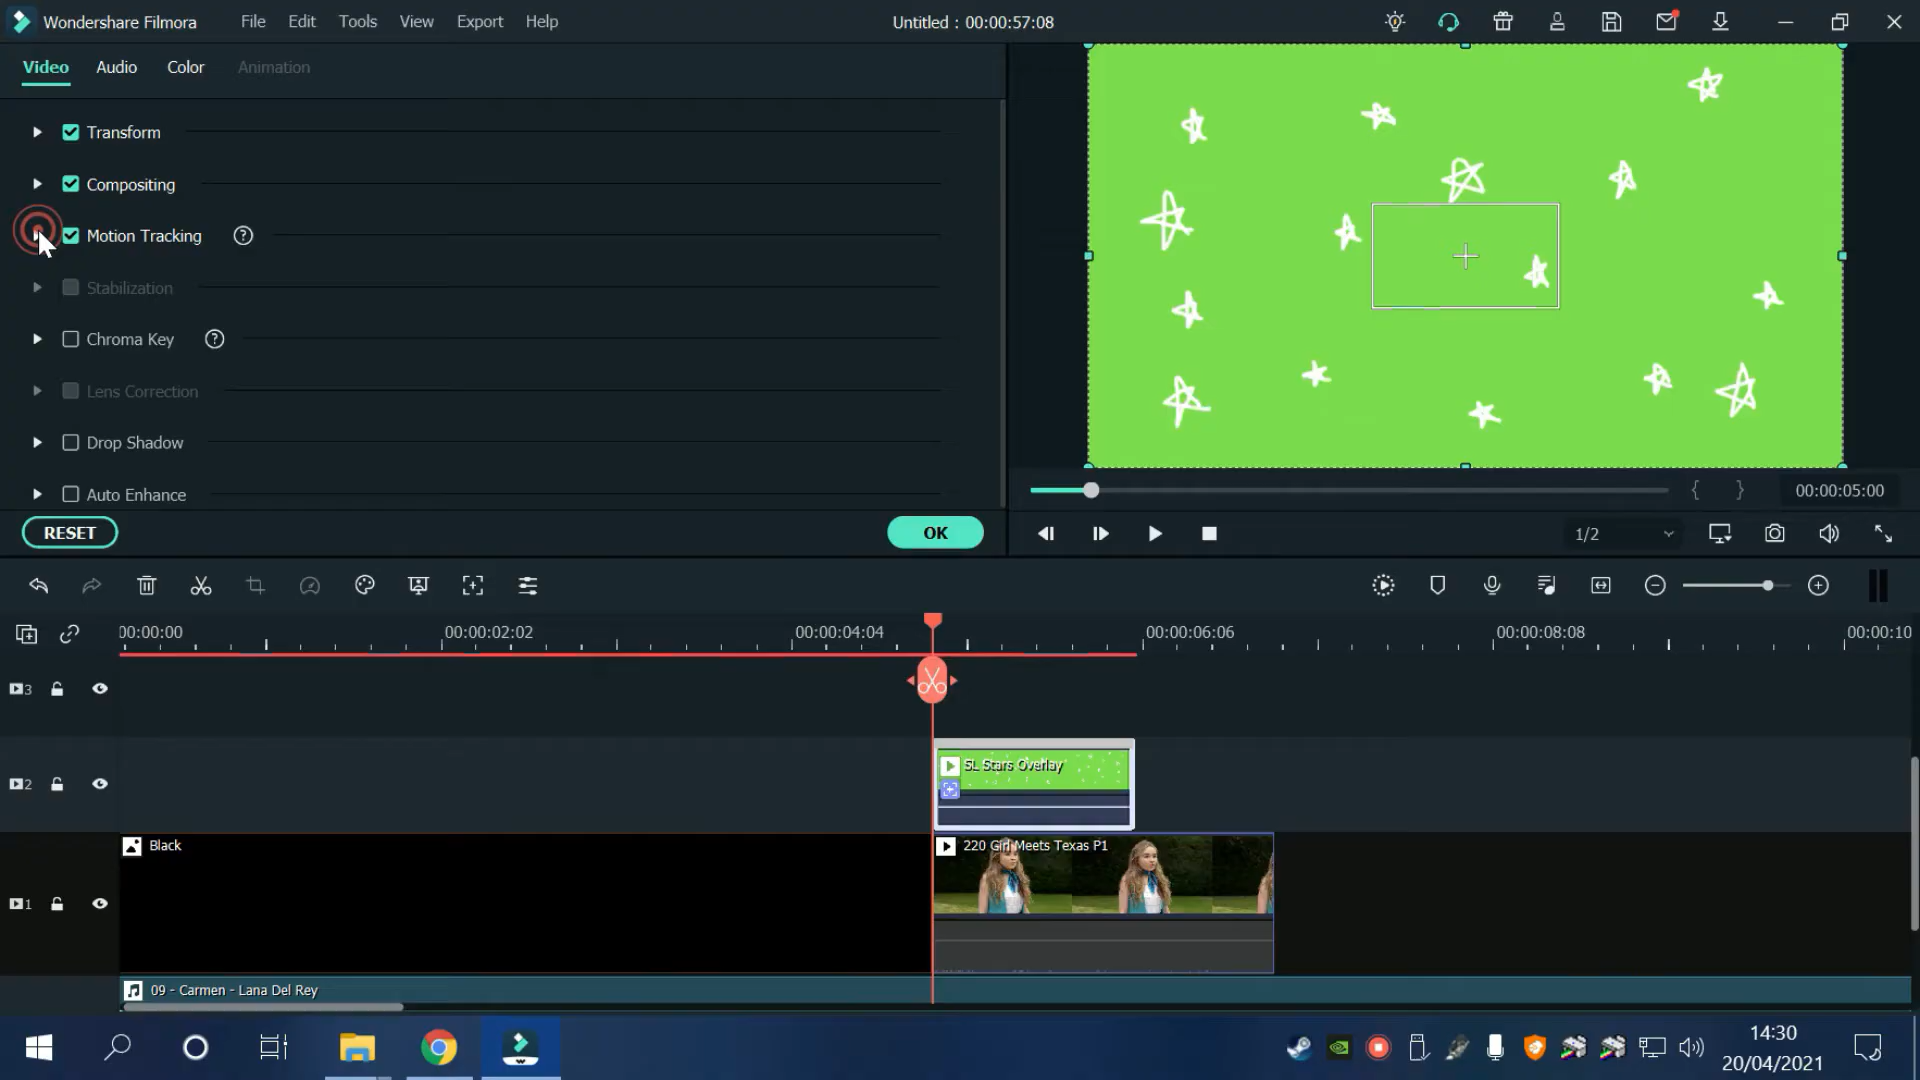 Wondershare Filmora
File
Edit
Tools
View
Export
Help
Untitled : 00:00:57:08
Video
Audio
Color
Animation
Transform
Compositing
Motion Tracking
Stabilization
Chroma Key
Lens Correction
Drop Shadow
Auto Enhance
RESET
OK
00:00:05:00
1/2
00:00:00
00:00:02:02
00:00:04:04
00:00:06:06
00:00:08:08
00:00:10
3
2
SL Stars Overlay
1
Black
220 Girl Meets Texas P1
09 - Carmen - Lana Del Rey
14:30
20/04/2021